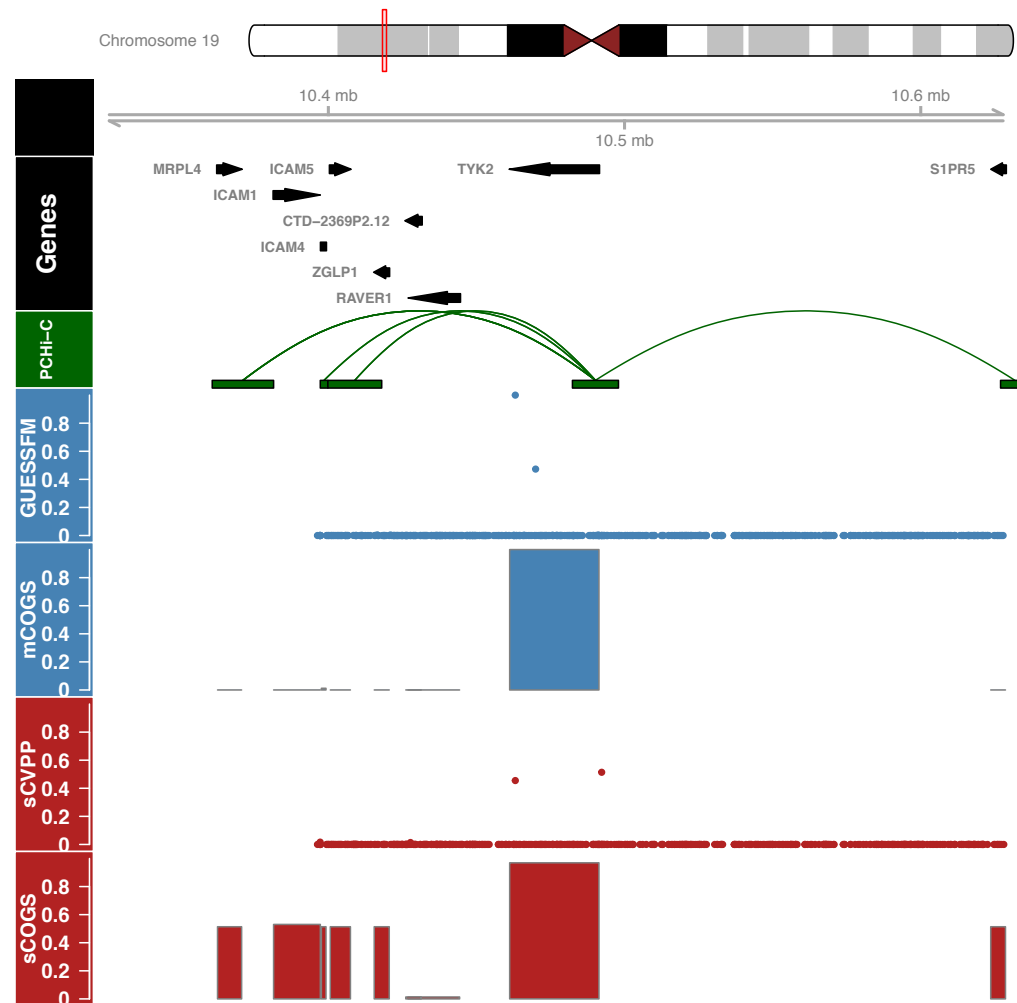 Chromosome 19
10.4 mb
10.6 mb
10.5 mb
Genes
MRPL4
ICAM5
TYK2
S1PR5
ICAM1
CTD−2369P2.12
ICAM4
ZGLP1
RAVER1
PCHi−C
GUESSFM
0.8
0.6
0.4
0.2
0
mCOGS
0.8
0.6
0.4
0.2
0
sCVPP
0.8
0.6
0.4
0.2
0
sCOGS
0.8
0.6
0.4
0.2
0